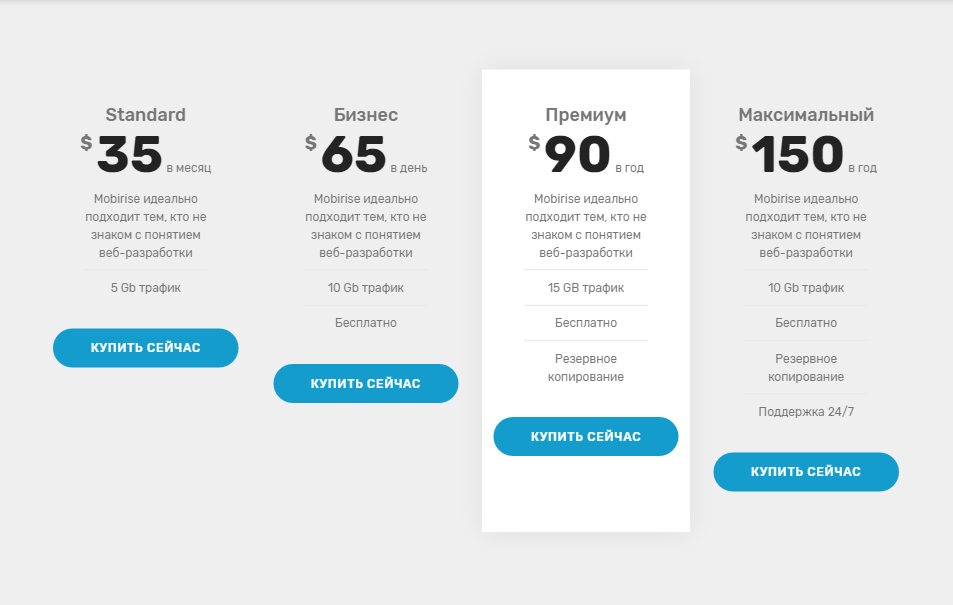 Standard
$35 в месяц
Mobirise идеально
подходит тем, кто не
знаком с понятием
веб-разработки
5 Gb трафик
КУПИТЬ СЕЙЧАС
Бизнес
$65 в день
Mobirise идеально
подходит тем, кто не
знаком с понятием
веб-разработки
10 Gb трафик
Бесплатно
КУПИТЬ СЕЙЧАС
Премиум
$90 в год
Mobirise идеально
подходит тем, кто не
знаком с понятием
веб-разработки
15 GB трафик
Бесплатно
Резервное
копирование
КУПИТЬ СЕЙЧАС
Максимальный
$150 в год
Mobirise идеально
подходит тем, кто не
знаком с понятием
веб-разработки
10 Gb трафик
Бесплатно
Резервное
копирование
Поддержка 24/7
КУПИТЬ СЕЙЧАС